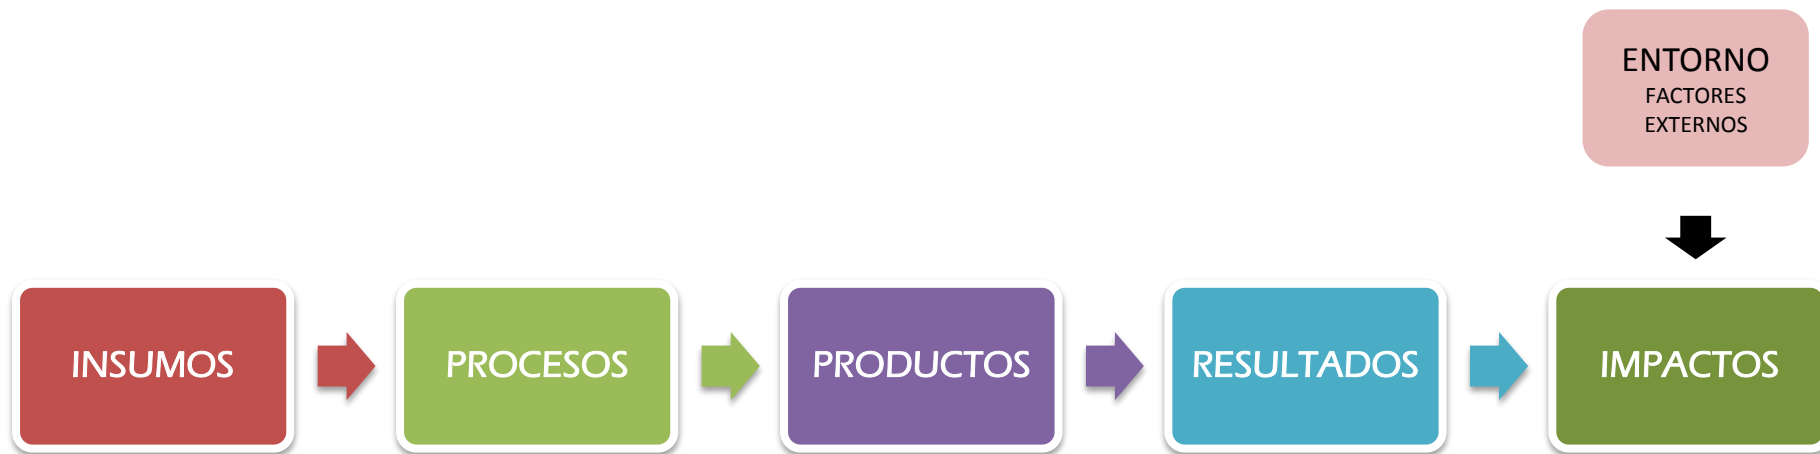 ENTORNO
FACTORES
EXTERNOS
INSUMOS
PROCESOS
PRODUCTOS
RESULTADOS
IMPACTOS